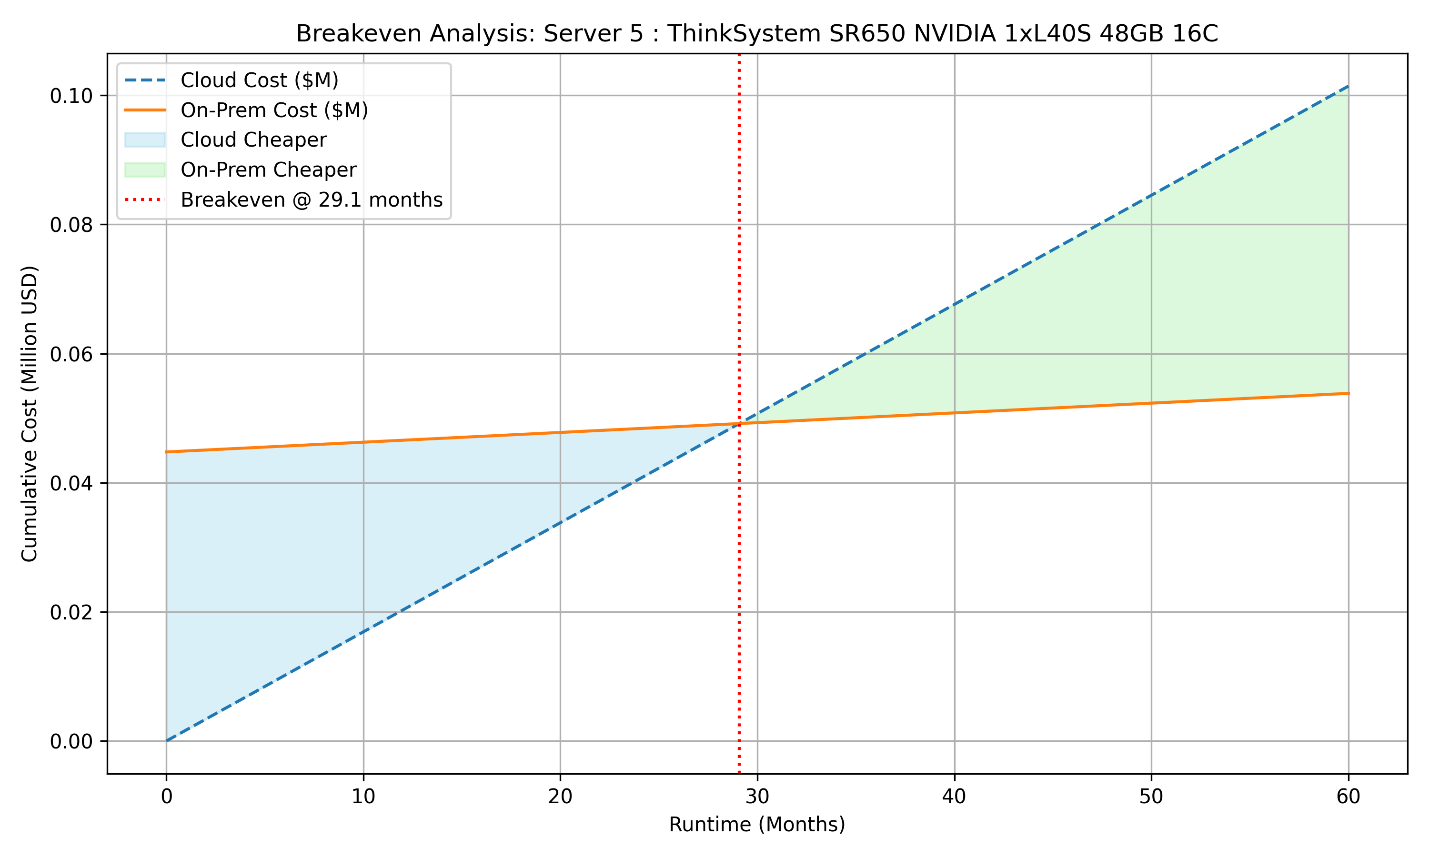 Breakeven Analysis: Server 5 : ThinkSystem SR650 NVIDIA 1xL40S 48GB 16C
Cloud Cost ($M)
On-Prem Cost ($M)
Cloud Cheaper
On-Prem Cheaper
Breakeven @ 29.1 months
Cumulative Cost (Million USD)
0.10
0.08
0.06
0.04
0.02
0.00
0 10 20 30 40 50 60
Runtime (Months)